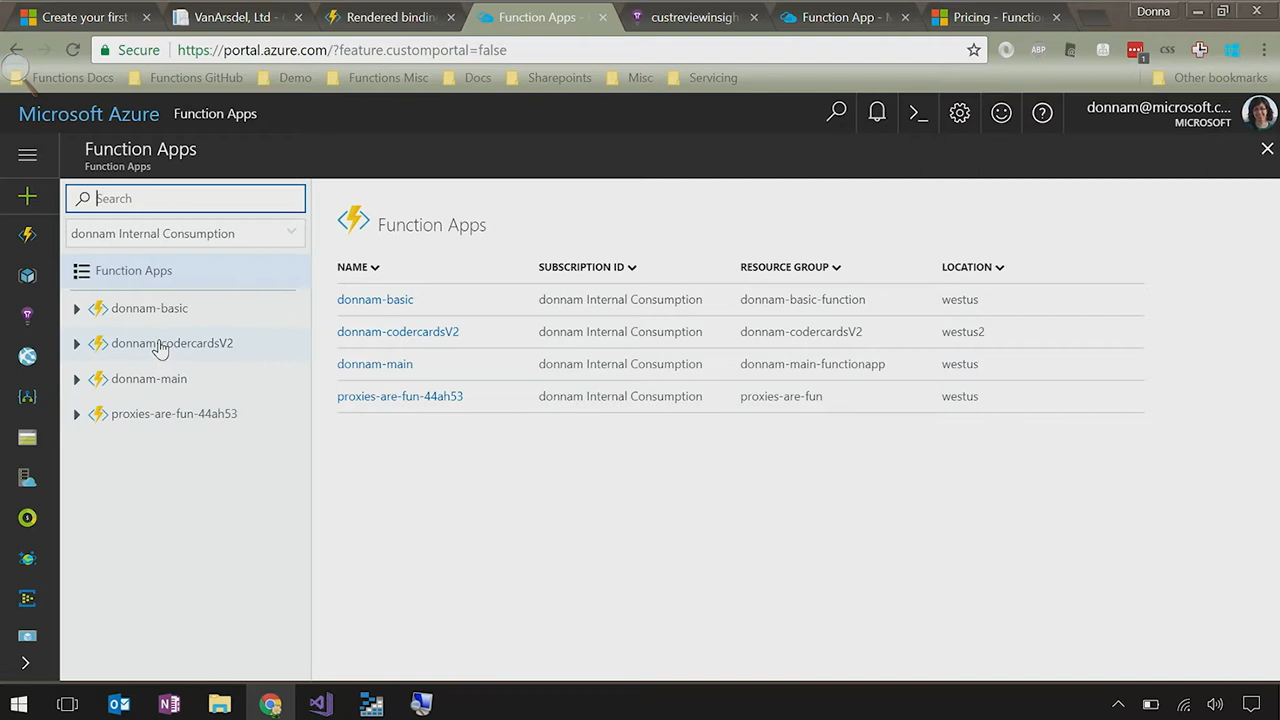 Create your first
VanArsdel, Ltd -
Rendered bindin
Function Apps -
custreviewinsigh
Function App - M
Pricing - Functio
Donna
Secure
https://portal.azure.com/?feature.customportal=false
ABP
1
CSS
Functions Docs
Functions GitHub
Demo
Functions Misc
Docs
Sharepoints
Misc
Servicing
Other bookmarks
Microsoft Azure
Function Apps
donnam@microsoft.c...
MICROSOFT
Function Apps
Function Apps
Search
donnam Internal Consumption
Function Apps
donnam-basic
donnam-codercardsV2
donnam-main
proxies-are-fun-44ah53
Function Apps
NAME SUBSCRIPTION ID RESOURCE GROUP LOCATION
donnam-basic donnam Internal Consumption donnam-basic-function westus
donnam-codercardsV2 donnam Internal Consumption donnam-codercardsV2 westus2
donnam-main donnam Internal Consumption donnam-main-functionapp westus
proxies-are-fun-44ah53 donnam Internal Consumption proxies-are-fun westus